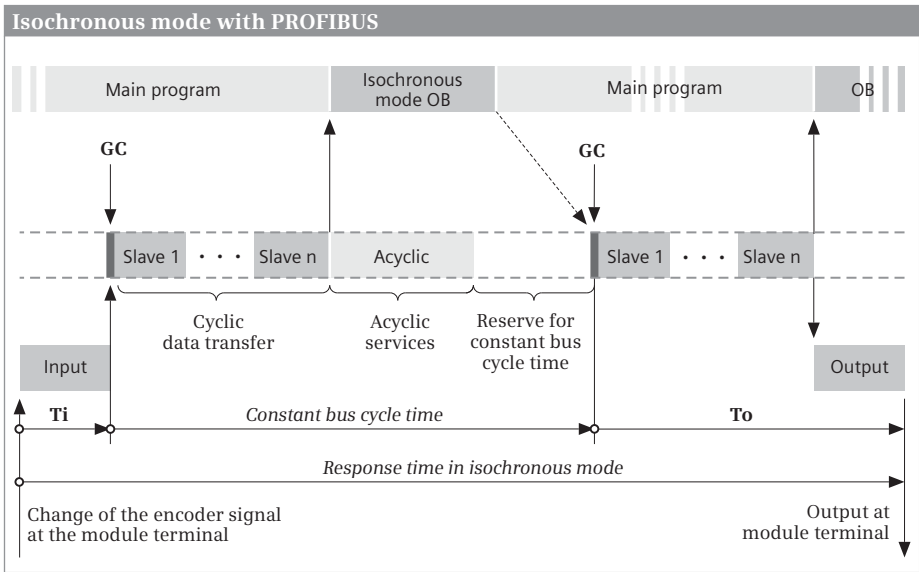 Isochronous mode with PROFIBUS
Main program
Isochronous
mode OB
Main program
OB
GC
GC
Slave 1
· · ·
Slave n
Acyclic
Slave 1
· · ·
Slave n
Cyclic
data transfer
Acyclic
services
Reserve for
constant bus
cycle time
Input
Output
Ti
Constant bus cycle time
To
Response time in isochronous mode
Change of the encoder signal
at the module terminal
Output at
module terminal